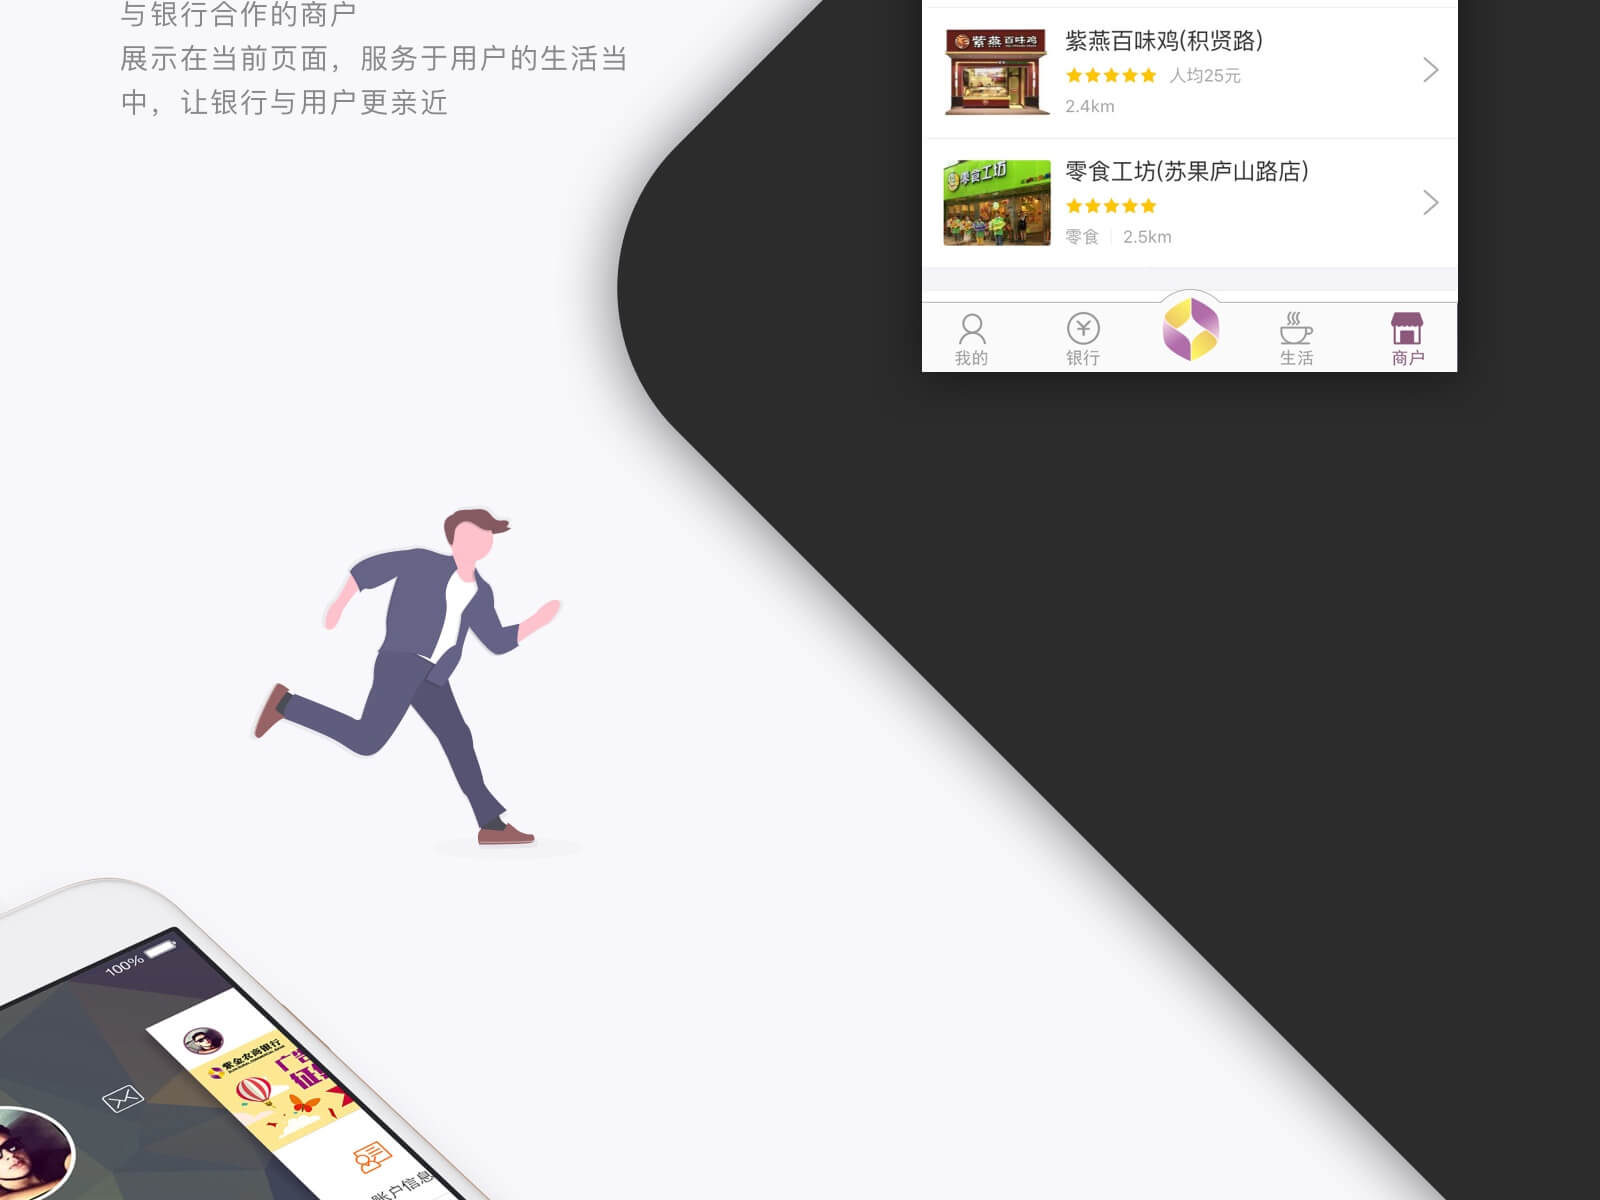 与银行合作的商户
展示在当前页面，服务于用户的生活当
中，让银行与用户更亲近
紫燕百味鸡
紫燕百味鸡(积贤路)
人均25元
2.4km
零食工坊
零食工坊(苏果庐山路店)
零食
2.5km
我的
银行
生活
商户
100%
紫金农商银行
广告
账户信息